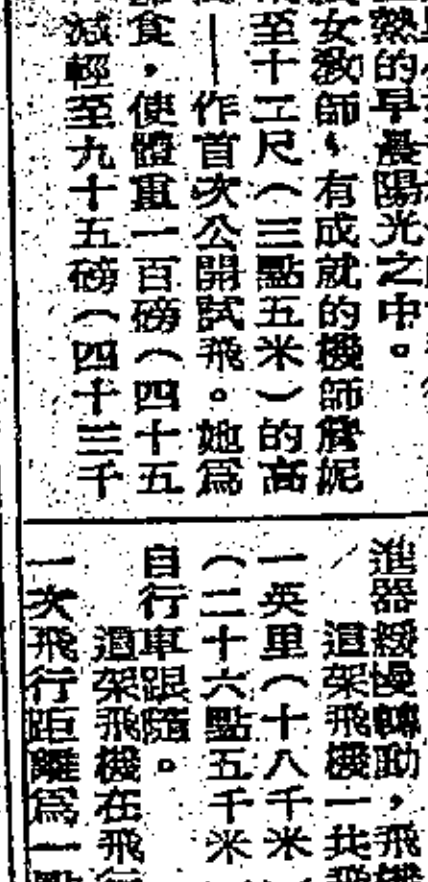 熱的早晨陽光之中。
女教師，有成就的機師詹妮
至十二尺（三點五米）的高
—作首次公開試飛。她為
食，使體重一百磅（四十五
減輕至九十五磅（四十三千
進器緩慢轉動，飛機
這架飛機一共飛
一英里（十八千米
（二十六點五千米
自行車跟隨。
這架飛機在飛行
一次飛行距離為一點